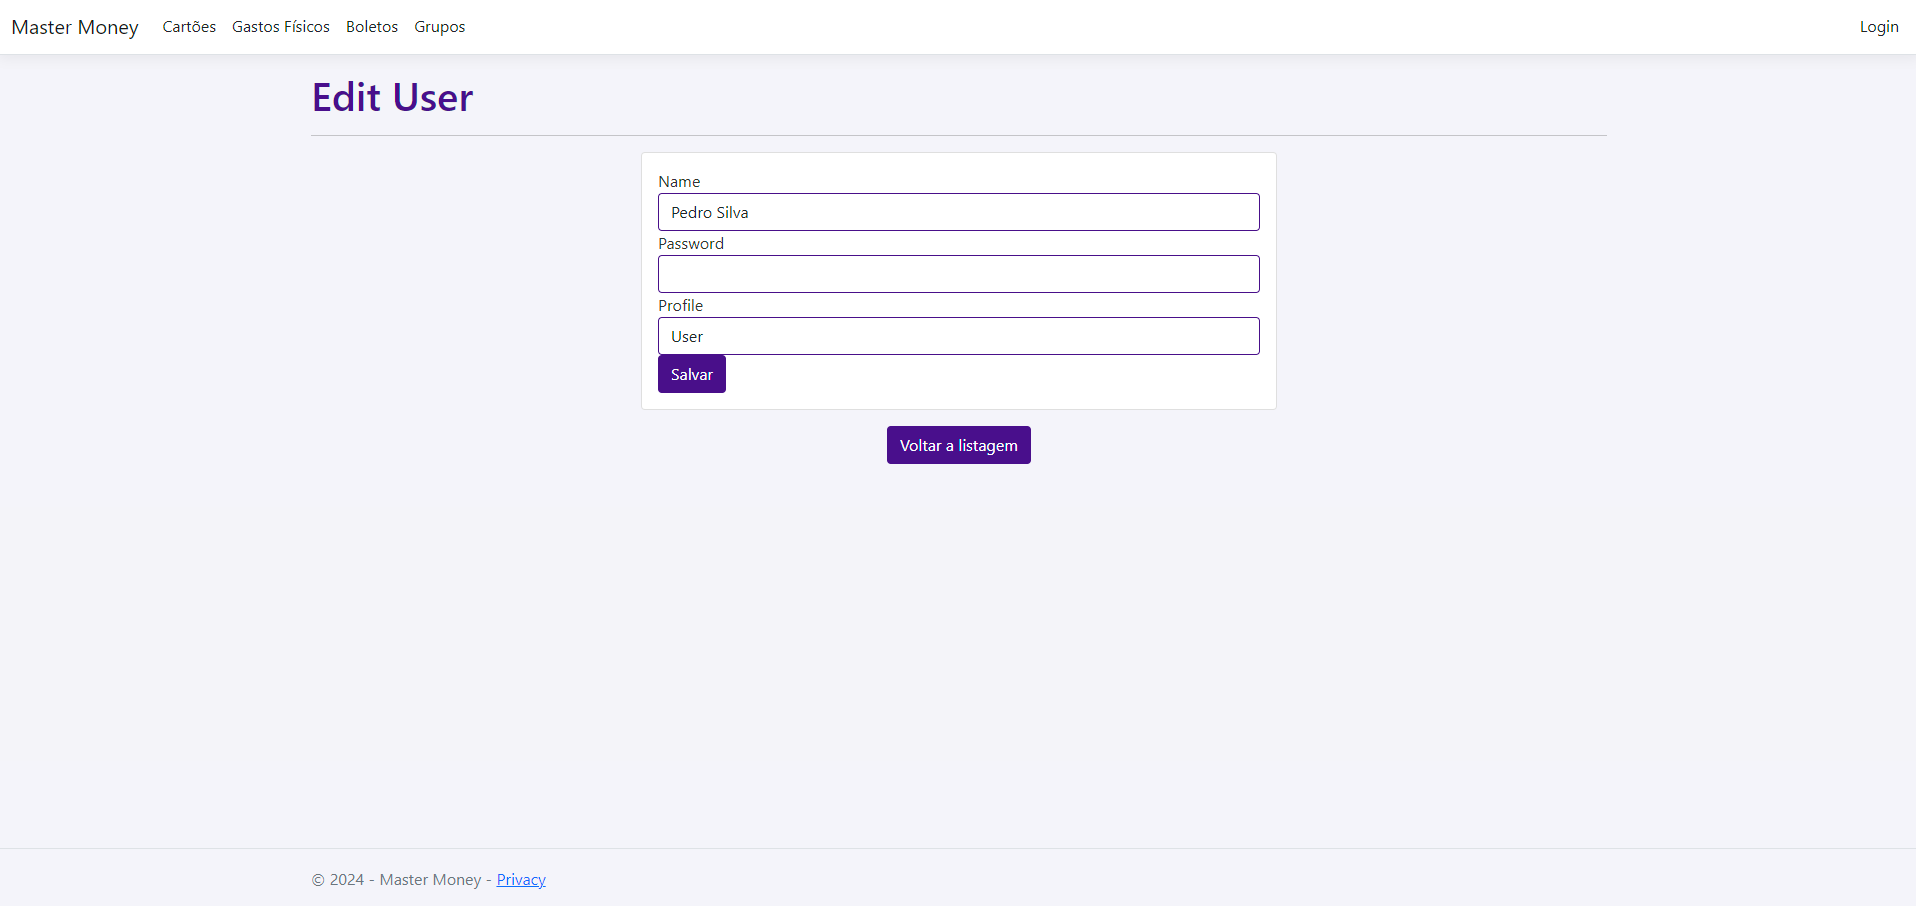 Master Money Cartões Gastos Físicos Boletos Grupos Login
Edit User
Name
Pedro Silva
Password
Profile
User
Salvar
Voltar a listagem
© 2024 - Master Money - Privacy